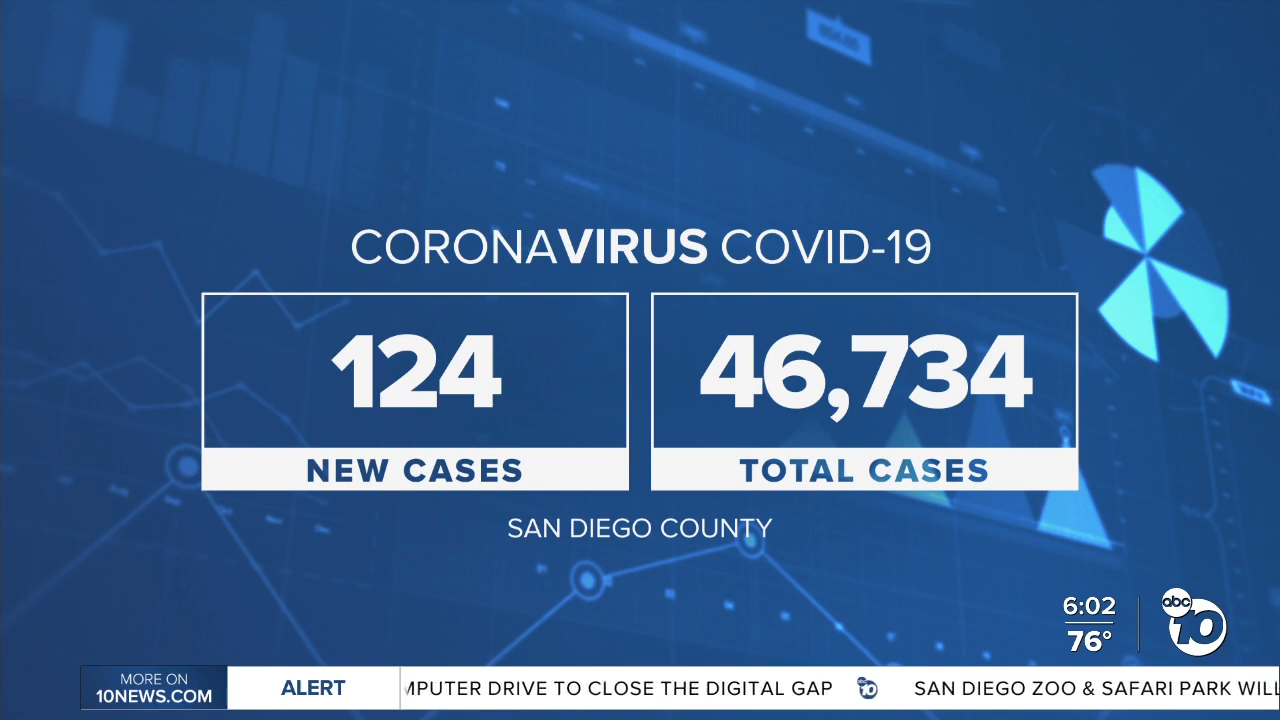 CORONAVIRUS COVID-19
124
NEW CASES
46,734
TOTAL CASES
SAN DIEGO COUNTY
6:02
76°
abc
10
MORE ON
10NEWS.COM
ALERT
MPUTER DRIVE TO CLOSE THE DIGITAL GAP
SAN DIEGO ZOO & SAFARI PARK WILL